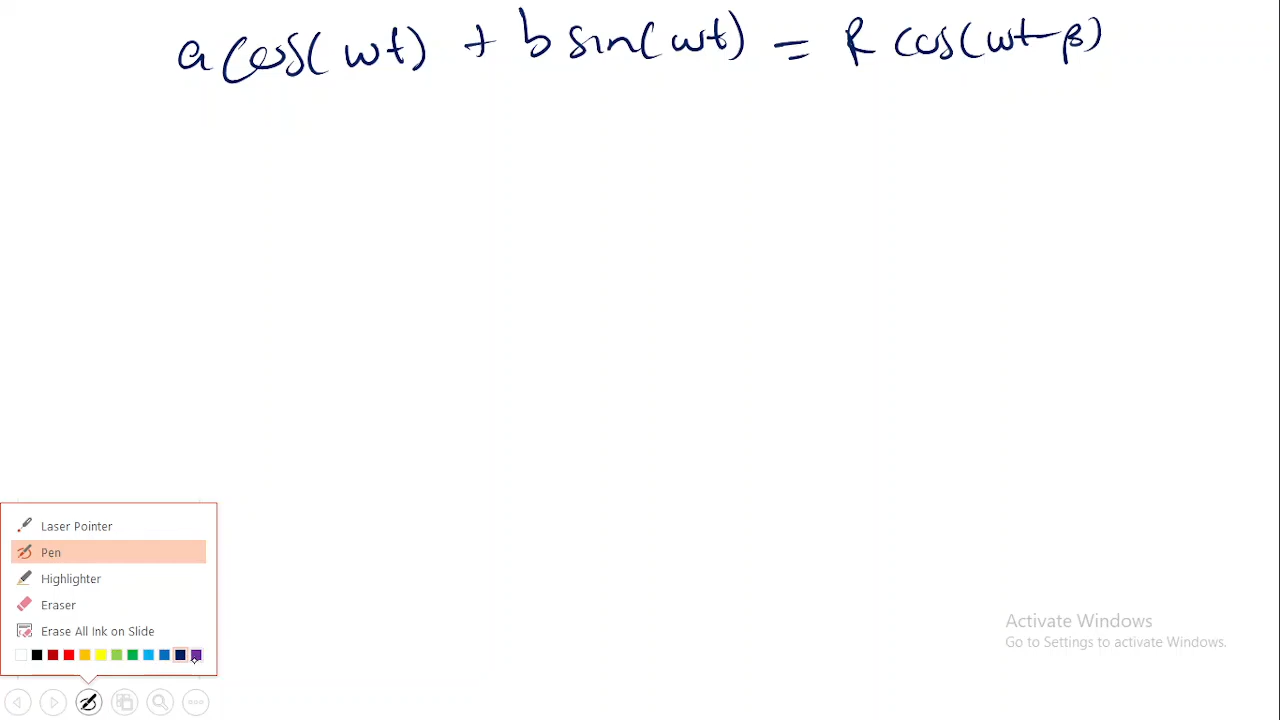 a cos(wt) + b sin(wt) = R cos(wt-β)
Laser Pointer
Pen
Highlighter
Eraser
Erase All Ink on Slide
Activate Windows
Go to Settings to activate Windows.